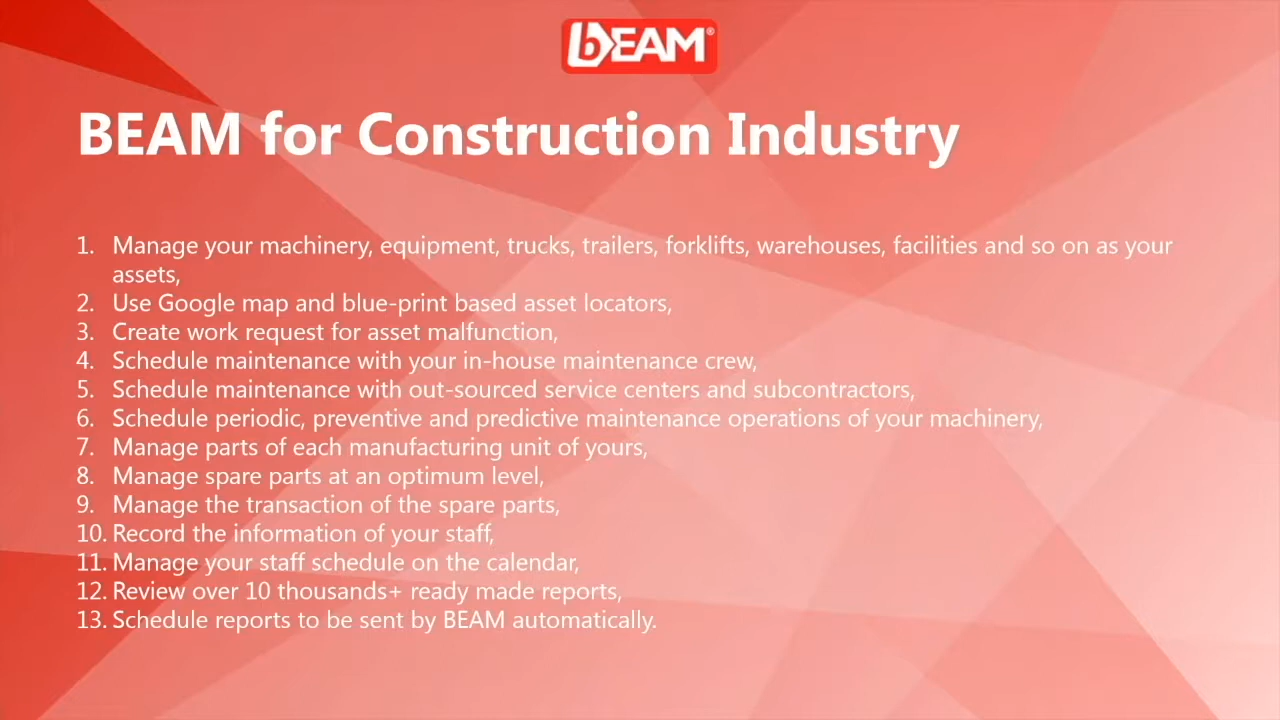 bEAM®
BEAM for Construction Industry
1. Manage your machinery, equipment, trucks, trailers, forklifts, warehouses, facilities and so on as your
assets,
2. Use Google map and blue-print based asset locators,
3. Create work request for asset malfunction,
4. Schedule maintenance with your in-house maintenance crew,
5. Schedule maintenance with out-sourced service centers and subcontractors,
6. Schedule periodic, preventive and predictive maintenance operations of your machinery,
7. Manage parts of each manufacturing unit of yours,
8. Manage spare parts at an optimum level,
9. Manage the transaction of the spare parts,
10. Record the information of your staff,
11. Manage your staff schedule on the calendar,
12. Review over 10 thousands+ ready made reports,
13. Schedule reports to be sent by BEAM automatically.